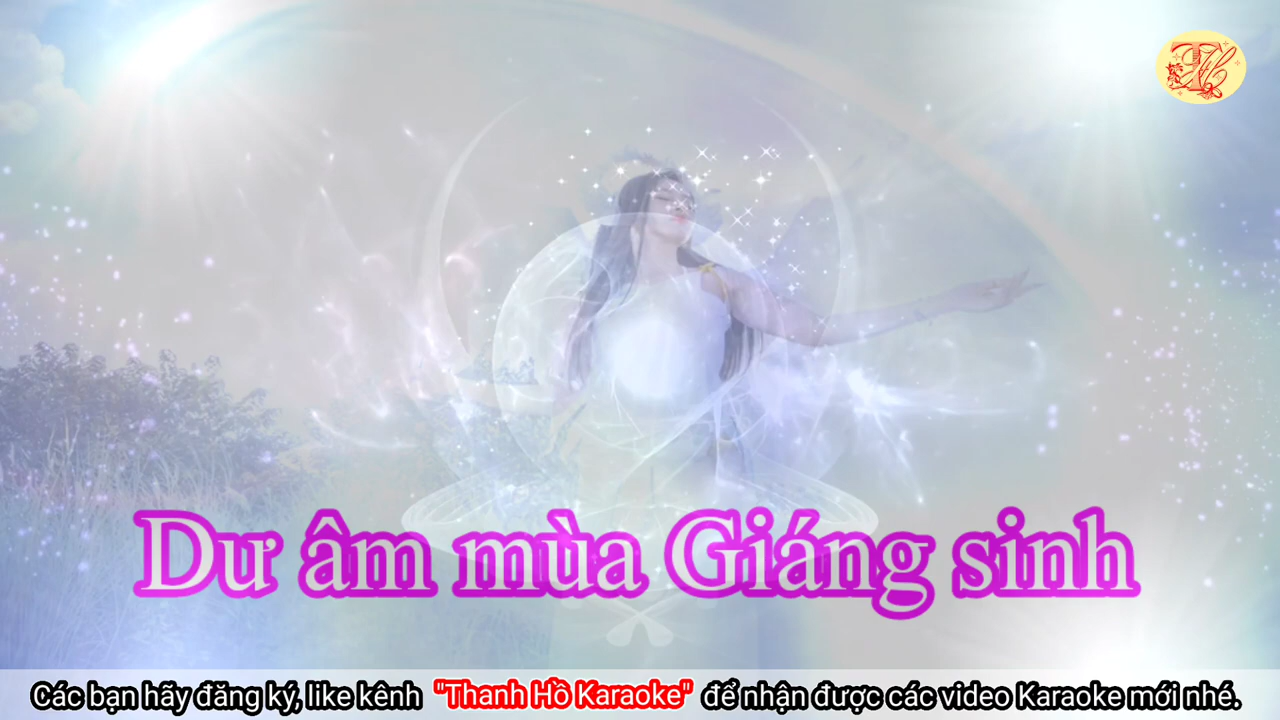 Dư âm mùa Giáng sinh
Các bạn hãy đăng ký, like kênh "Thanh Hồ Karaoke" để nhận được các video Karaoke mới nhé.